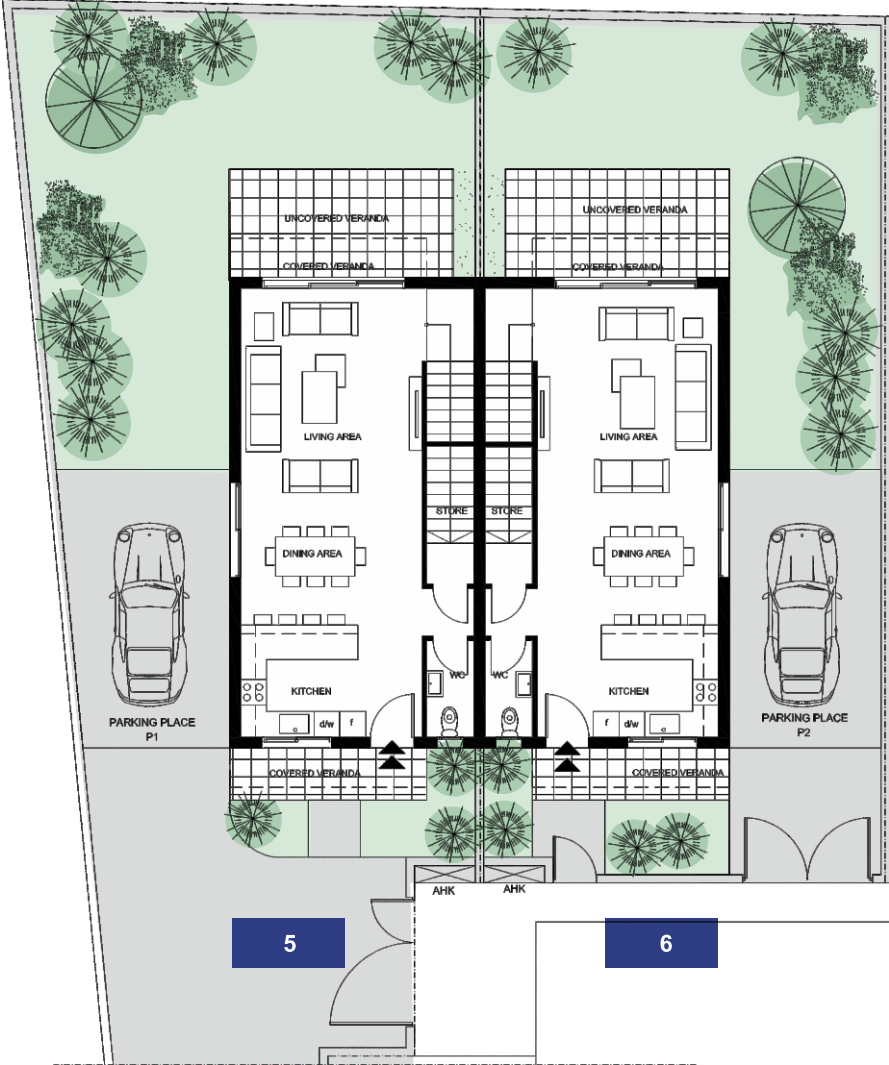 UNCOVERED VERANDA
UNCOVERED VERANDA
COVERED VERANDA
COVERED VERANDA
LIVING AREA
LIVING AREA
STORE
STORE
DINING AREA
DINING AREA
WC
WC
KITCHEN
KITCHEN
d/w
f
f
d/w
PARKING PLACE
P1
PARKING PLACE
P2
COVERED VERANDA
COVERED VERANDA
AHK
AHK
5
6